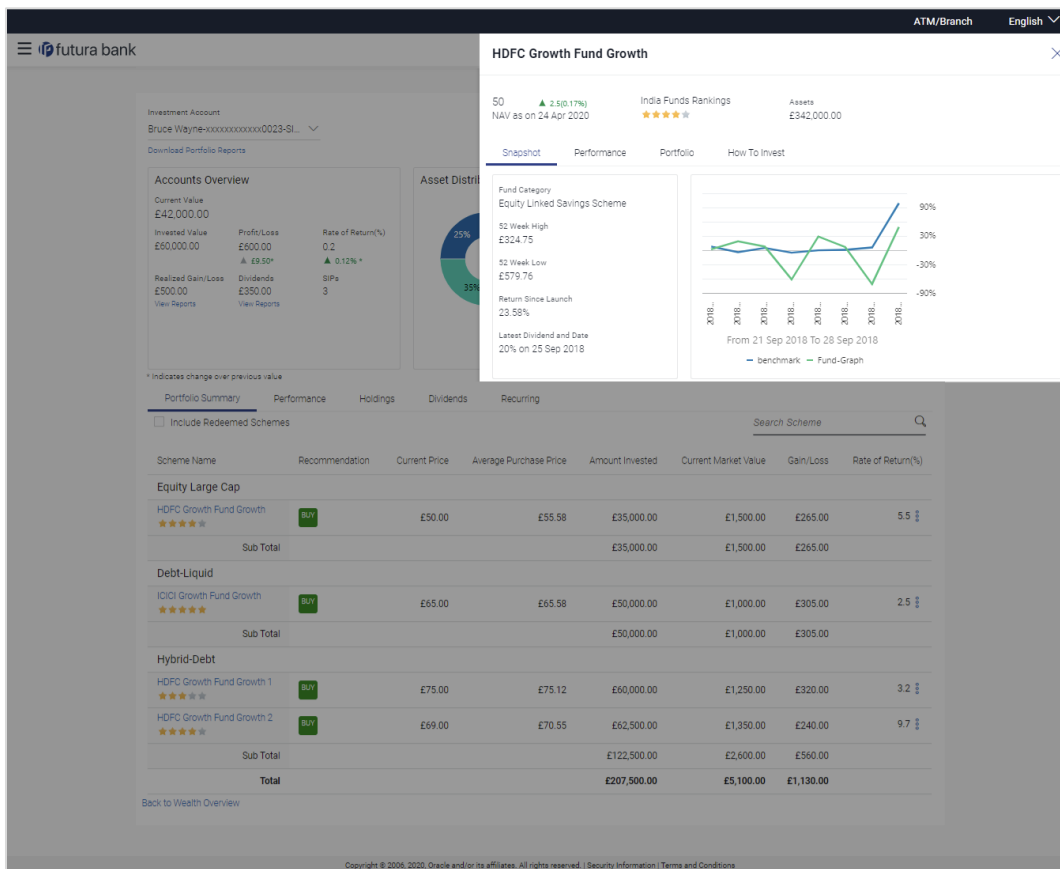 ATM/Branch English
futura bank
HDFC Growth Fund Growth
50 ▲ 2.5(0.17%) India Funds Rankings Assets
NAV as on 24 Apr 2020 £342,000.00
Snapshot Performance Portfolio How To Invest
Fund Category
Equity Linked Savings Scheme
52 Week High
£324.75
52 Week Low
£579.76
Return Since Launch
23.58%
Latest Dividend and Date
20% on 25 Sep 2018
90%
30%
-30%
-90%
2018... 2018... 2018... 2018... 2018... 2018... 2018... 2018...
From 21 Sep 2018 To 28 Sep 2018
benchmark Fund-Graph
Investment Account
Bruce Wayne-xxxxxxxxxxxx0023-SI...
Download Portfolio Reports
Accounts Overview
Current Value
£42,000.00
Invested Value Profit/Loss Rate of Return(%)
£60,000.00 £600.00 0.2
▲ £9.50* ▲ 0.12% *
Realized Gain/Loss Dividends SIPs
£500.00 £350.00 3
View Reports View Reports
Asset Distri
25%
35%
* Indicates change over previous value
Portfolio Summary Performance Holdings Dividends Recurring
Include Redeemed Schemes Search Scheme
Scheme Name Recommendation Current Price Average Purchase Price Amount Invested Current Market Value Gain/Loss Rate of Return(%)
Equity Large Cap
HDFC Growth Fund Growth BUY £50.00 £55.58 £35,000.00 £1,500.00 £265.00 5.5
Sub Total £35,000.00 £1,500.00 £265.00
Debt-Liquid
ICICI Growth Fund Growth BUY £65.00 £65.58 £50,000.00 £1,000.00 £305.00 2.5
Sub Total £50,000.00 £1,000.00 £305.00
Hybrid-Debt
HDFC Growth Fund Growth 1 BUY £75.00 £75.12 £60,000.00 £1,250.00 £320.00 3.2
HDFC Growth Fund Growth 2 BUY £69.00 £70.55 £62,500.00 £1,350.00 £240.00 9.7
Sub Total £122,500.00 £2,600.00 £560.00
Total £207,500.00 £5,100.00 £1,130.00
Back to Wealth Overview
Copyright © 2006, 2020, Oracle and/or its affiliates. All rights reserved. | Security Information | Terms and Conditions